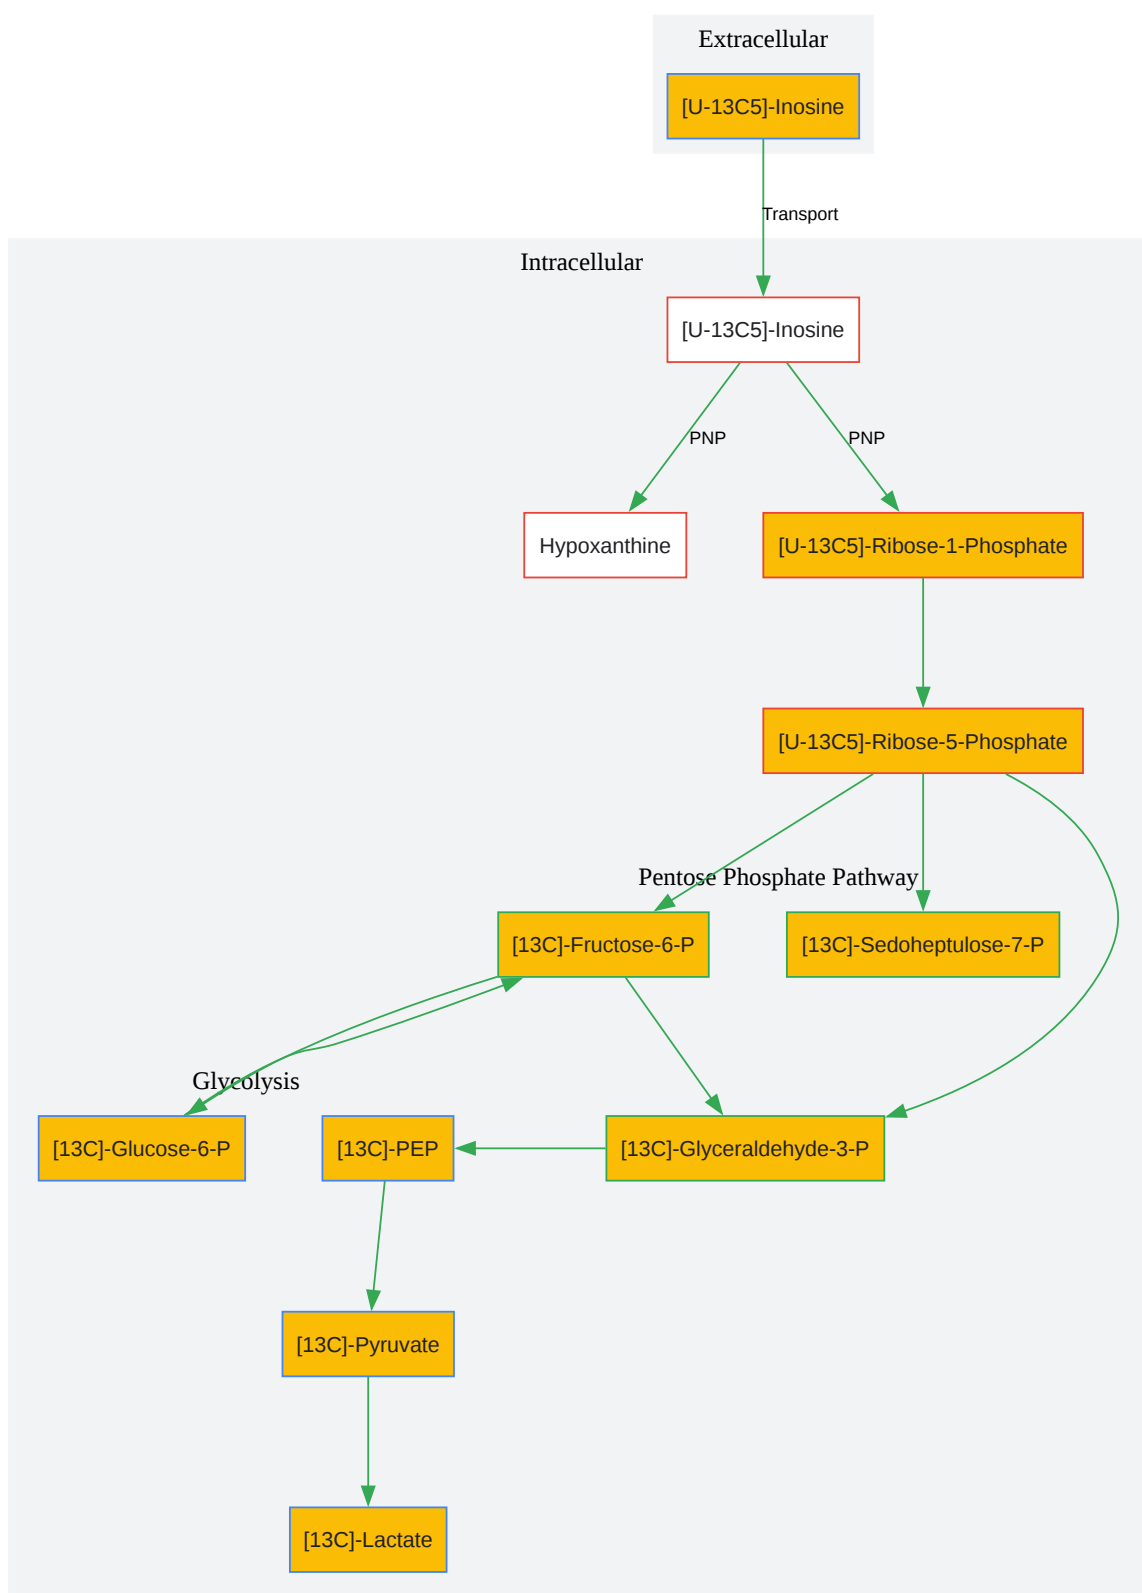 Extracellular
[U-13C5]-Inosine
Transport
Intracellular
[U-13C5]-Inosine
PNP
PNP
Hypoxanthine
[U-13C5]-Ribose-1-Phosphate
[U-13C5]-Ribose-5-Phosphate
Pentose Phosphate Pathway
[13C]-Fructose-6-P
[13C]-Sedoheptulose-7-P
Glycolysis
[13C]-Glucose-6-P
[13C]-PEP
[13C]-Glyceraldehyde-3-P
[13C]-Pyruvate
[13C]-Lactate